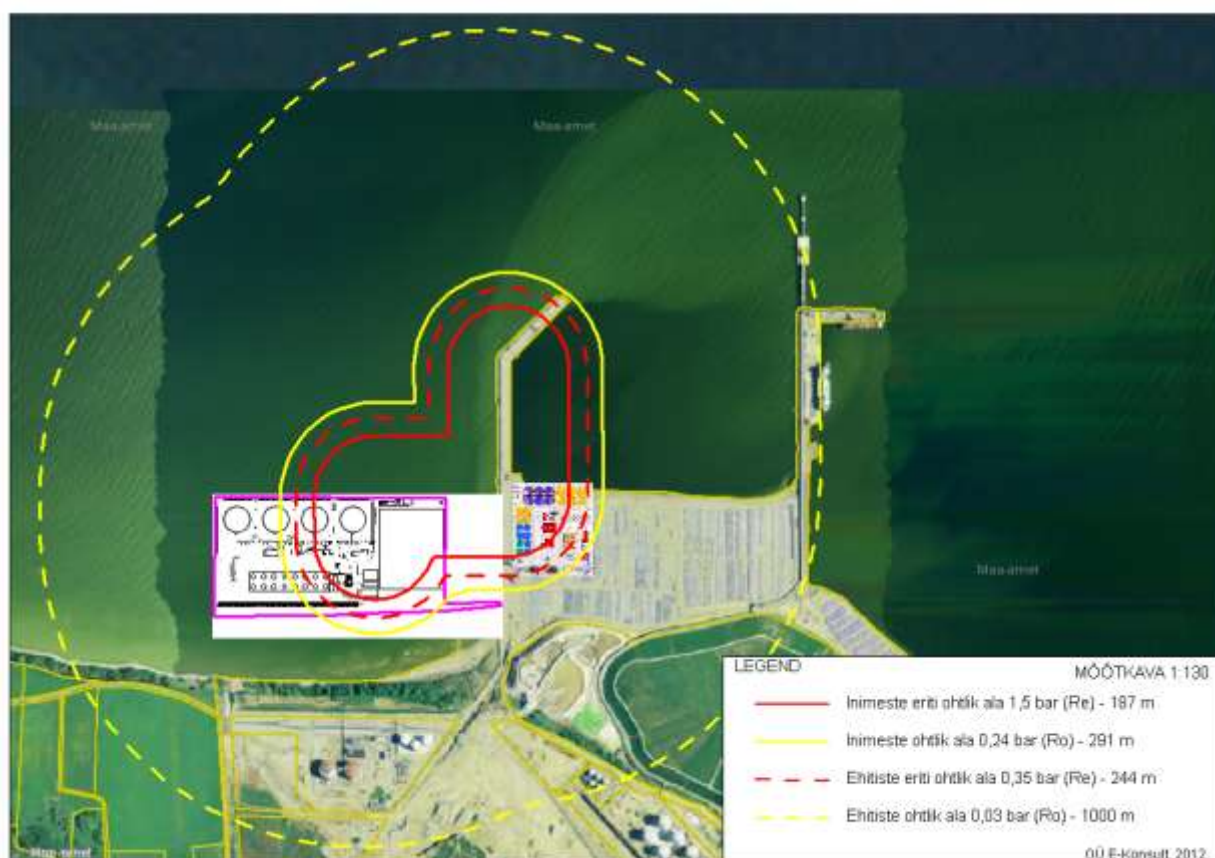 Maa-amet
Maa-amet
Maa-amet
LEGEND
MÕÕTKAVA 1:130
Inimeste eriti ohtlik ala 1,5 bar (Re) - 187 m
Inimeste ohtlik ala 0,24 bar (Ro) - 291 m
Ehitiste eriti ohtlik ala 0,35 bar (Re) - 244 m
Ehitiste ohtlik ala 0,03 bar (Ro) - 1000 m
Maa-amet
OÜ E-Konsult 2012